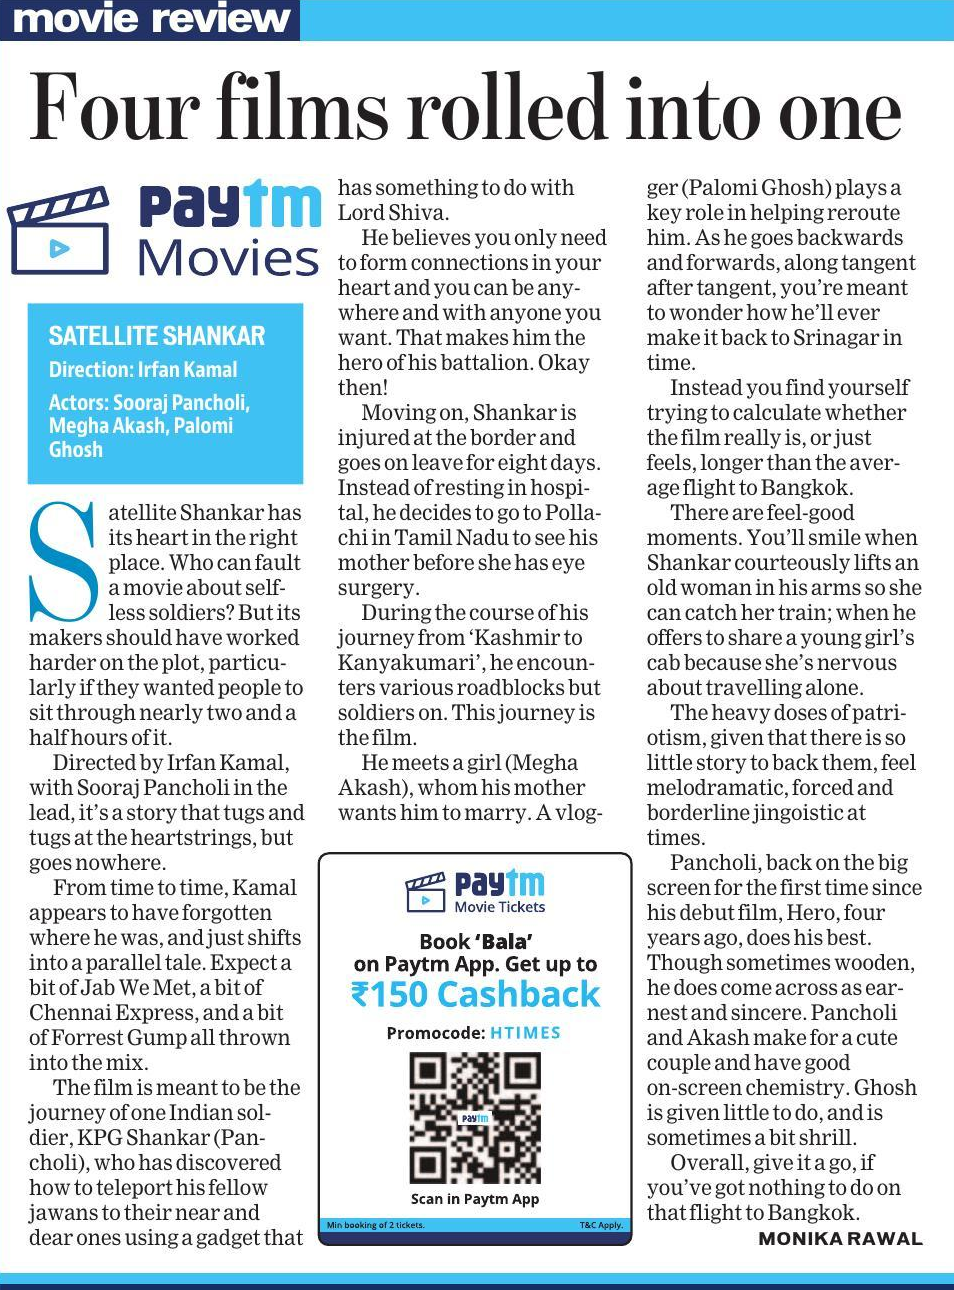 movie review
Four films rolled into one
paytm
Movies
SATELLITE SHANKAR
Direction: Irfan Kamal
Actors: Sooraj Pancholi,
Megha Akash, Palomi
Ghosh
Satellite Shankar has
its heart in the right
place. Who can fault
a movie about self-
less soldiers? But its
makers should have worked
harder on the plot, particu-
larly if they wanted people to
sit through nearly two and a
half hours of it.
Directed by Irfan Kamal,
with Sooraj Pancholi in the
lead, it's a story that tugs and
tugs at the heartstrings, but
goes nowhere.
From time to time, Kamal
appears to have forgotten
where he was, and just shifts
into a parallel tale. Expect a
bit of Jab We Met, a bit of
Chennai Express, and a bit
of Forrest Gump all thrown
into the mix.
The film is meant to be the
journey of one Indian sol-
dier, KPG Shankar (Pan-
choli), who has discovered
how to teleport his fellow
jawans to their near and
dear ones using a gadget that
has something to do with
Lord Shiva.
He believes you only need
to form connections in your
heart and you can be any-
where and with anyone you
want. That makes him the
hero of his battalion. Okay
then!
Moving on, Shankar is
injured at the border and
goes on leave for eight days.
Instead of resting in hospi-
tal, he decides to go to Polla-
chi in Tamil Nadu to see his
mother before she has eye
surgery.
During the course of his
journey from 'Kashmir to
Kanyakumari', he encoun-
ters various roadblocks but
soldiers on. This journey is
the film.
He meets a girl (Megha
Akash), whom his mother
wants him to marry. A vlog-
ger (Palomi Ghosh) plays a
key role in helping reroute
him. As he goes backwards
and forwards, along tangent
after tangent, you're meant
to wonder how he'll ever
make it back to Srinagar in
time.
Instead you find yourself
trying to calculate whether
the film really is, or just
feels, longer than the aver-
age flight to Bangkok.
There are feel-good
moments. You'll smile when
Shankar courteously lifts an
old woman in his arms so she
can catch her train; when he
offers to share a young girl's
cab because she's nervous
about travelling alone.
The heavy doses of patri-
otism, given that there is so
little story to back them, feel
melodramatic, forced and
borderline jingoistic at
times.
Pancholi, back on the big
screen for the first time since
his debut film, Hero, four
years ago, does his best.
Though sometimes wooden,
he does come across as ear-
nest and sincere. Pancholi
and Akash make for a cute
couple and have good
on-screen chemistry. Ghosh
is given little to do, and is
sometimes a bit shrill.
Overall, give it a go, if
you've got nothing to do on
that flight to Bangkok.
MONIKA RAWAL
paytm
Movie Tickets
Book 'Bala'
on Paytm App. Get up to
₹150 Cashback
Promocode: HTIMES
paytm
Scan in Paytm App
Min booking of 2 tickets.
T&C Apply.